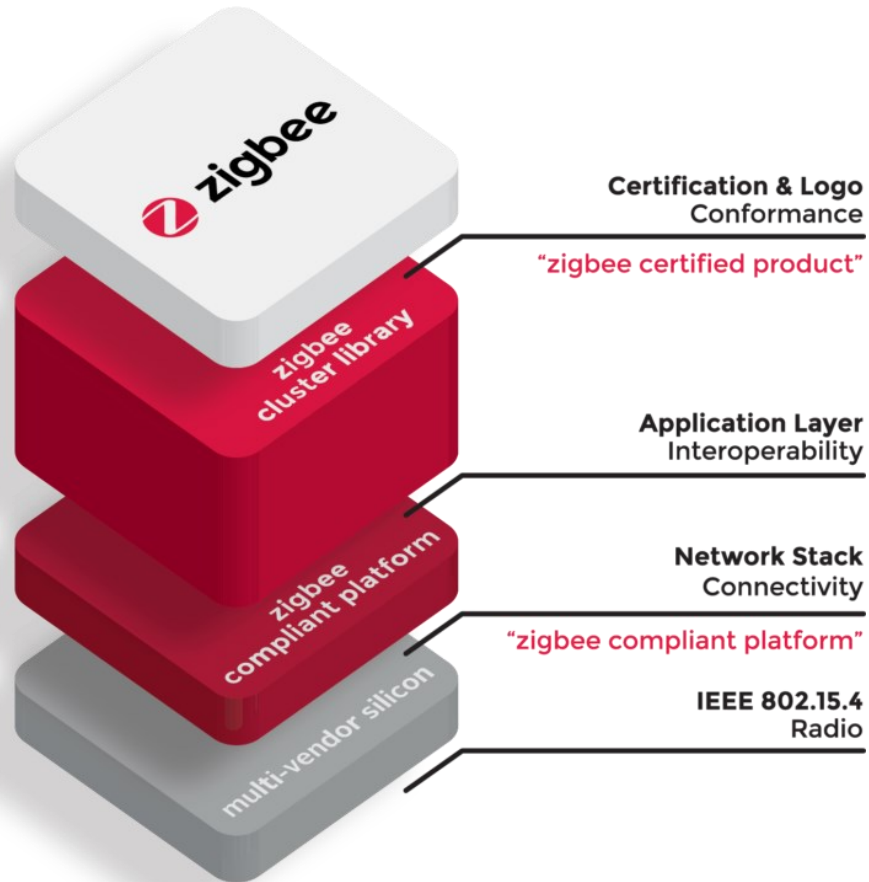 zigbee
Certification & Logo
Conformance
“zigbee certified product”
zigbee
cluster library
Application Layer
Interoperability
zigbee
compliant platform
Network Stack
Connectivity
“zigbee compliant platform”
multi-vendor silicon
IEEE 802.15.4
Radio